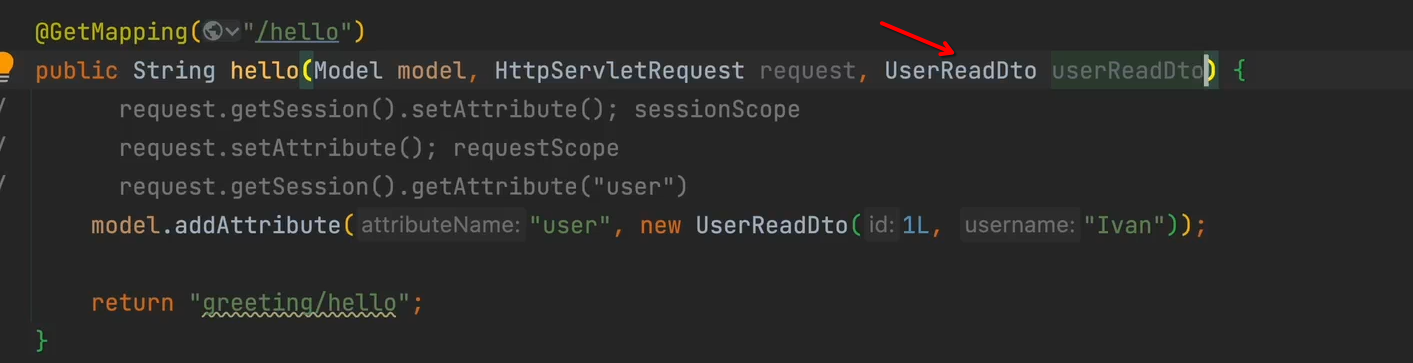 @GetMapping("/hello")
public String hello(Model model, HttpServletRequest request, UserReadDto userReadDto) {
/ request.getSession().setAttribute(); sessionScope
/ request.setAttribute(); requestScope
/ request.getSession().getAttribute("user")
model.addAttribute( attributeName: "user", new UserReadDto( id: 1L, username: "Ivan"));
return "greeting/hello";
}